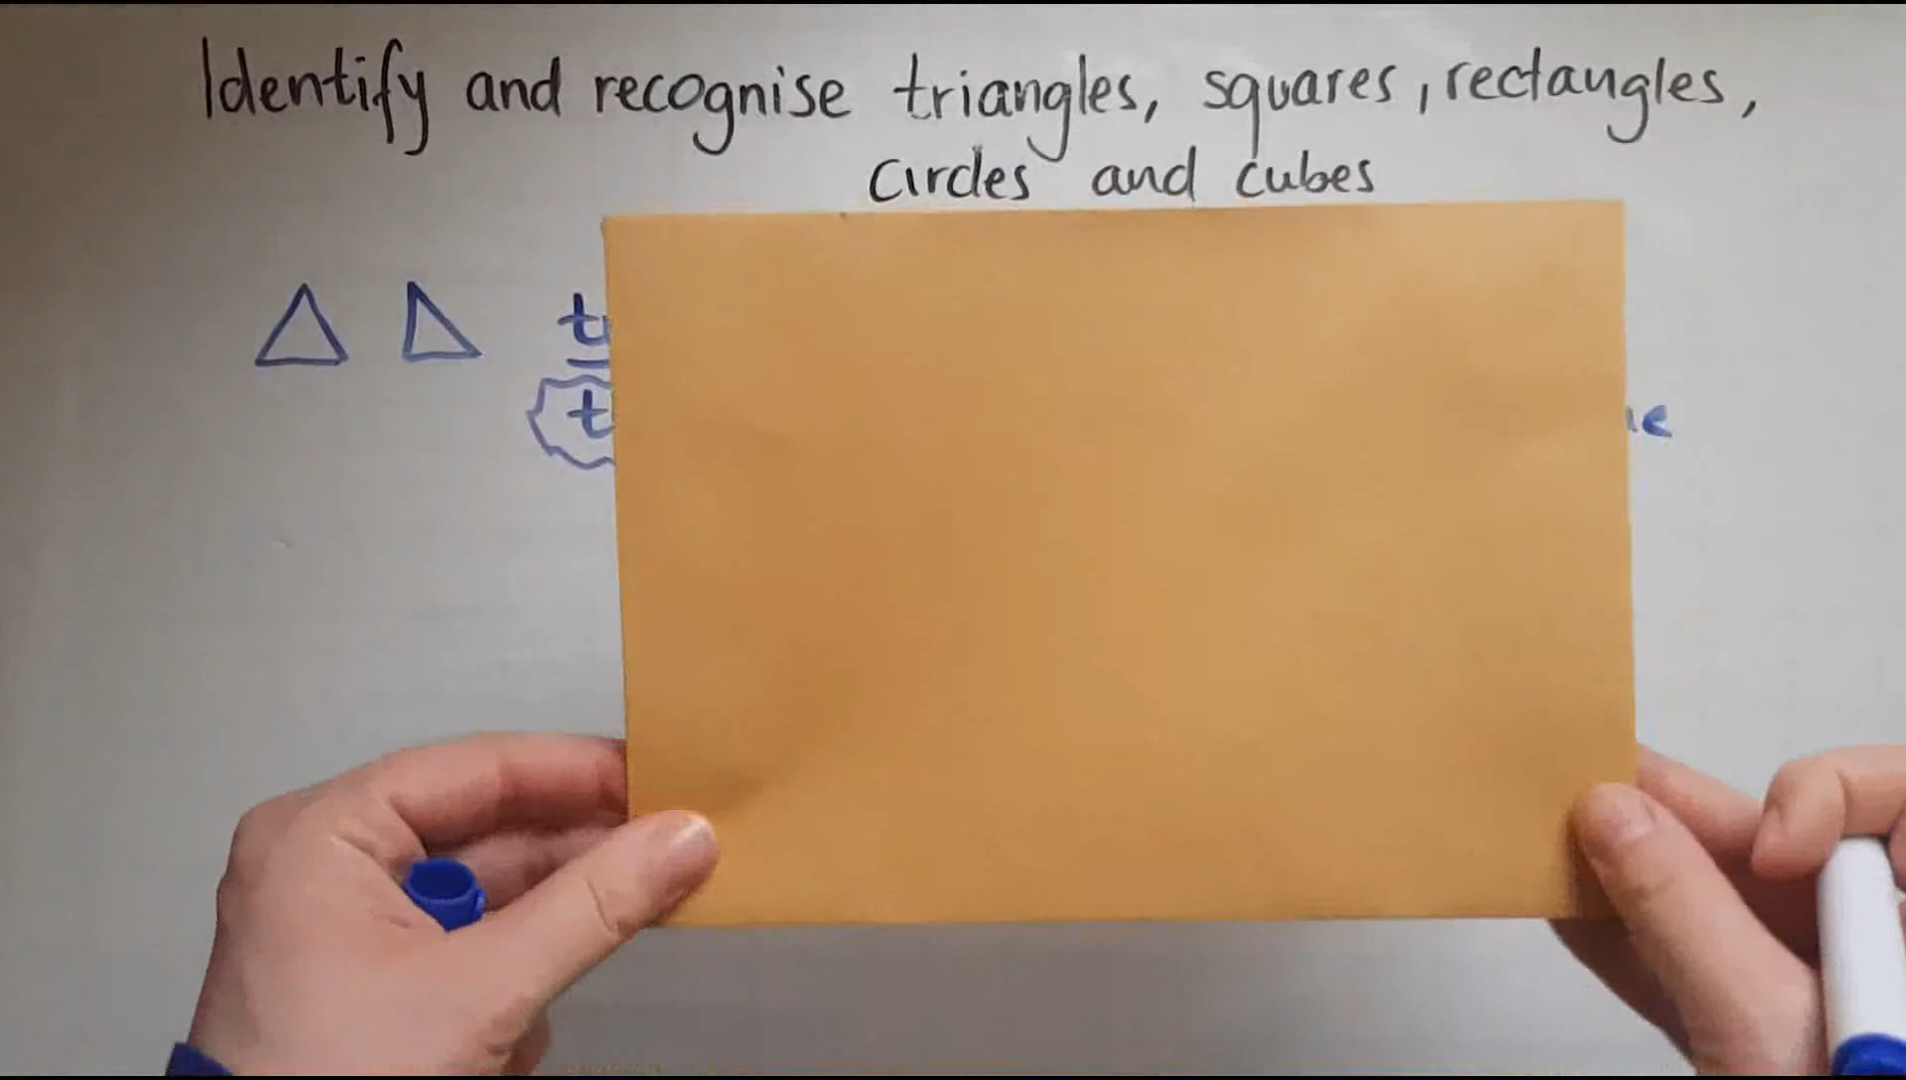 Identify and recognise triangles, squares, rectangles,
circles and cubes